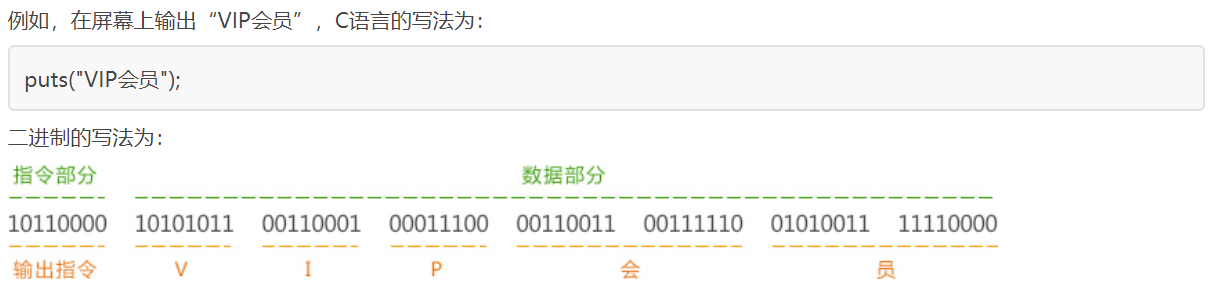 例如，在屏幕上输出“VIP会员”，C语言的写法为：
puts("VIP会员");
二进制的写法为：
指令部分 数据部分
10110000 10101011 00110001 00011100 00110011 00111110 01010011 11110000
输出指令 V I P 会 员